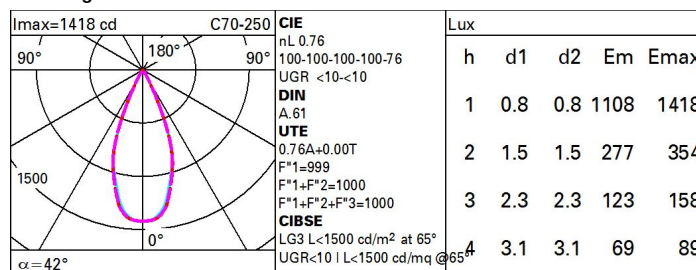 Imax=1418 cd C70-250
90° 180° 90°
1500
0°
α=42°
CIE
nL 0.76
100-100-100-100-76
UGR <10-<10
DIN
A.61
UTE
0.76A+0.00T
F"1=999
F"1+F"2=1000
F"1+F"2+F"3=1000
CIBSE
LG3 L<1500 cd/m² at 65°
UGR<10 | L<1500 cd/mq @65°
Lux
h d1 d2 Em Emax
1 0.8 0.8 1108 1418
2 1.5 1.5 277 354
3 2.3 2.3 123 158
4 3.1 3.1 69 89